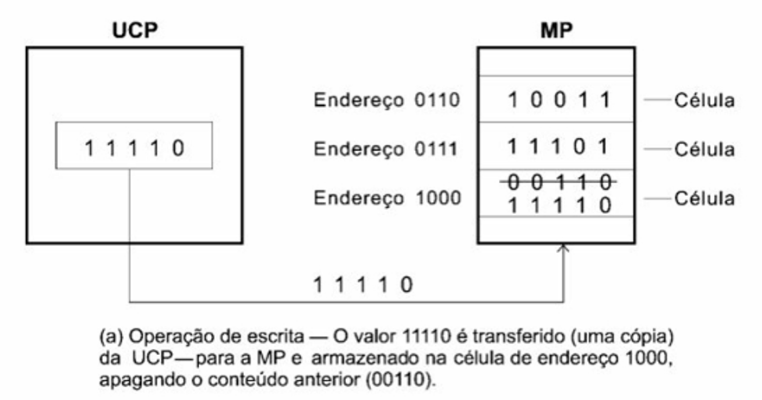 UCP MP
Endereço 0110 1 0 0 1 1 Célula
1 1 1 1 0
Endereço 0111 1 1 1 0 1 Célula
0 0 1 1 0
Endereço 1000 1 1 1 1 0 Célula
1 1 1 1 0
(a) Operação de escrita — O valor 11110 é transferido (uma cópia)
da UCP—para a MP e armazenado na célula de endereço 1000,
apagando o conteúdo anterior (00110).